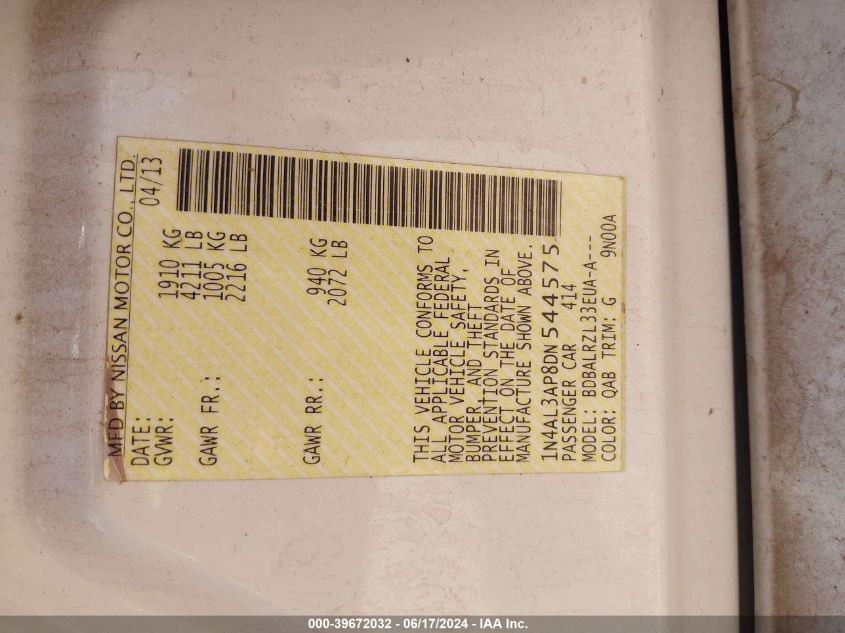 MFD BY NISSAN MOTOR CO., LTD.
DATE: 04/13
GVWR: 1910 KG
4211 LB
GAWR FR.: 1005 KG
2216 LB
GAWR RR.: 940 KG
2072 LB
THIS VEHICLE CONFORMS TO
ALL APPLICABLE FEDERAL
MOTOR VEHICLE SAFETY,
BUMPER, AND THEFT
PREVENTION STANDARDS IN
EFFECT ON THE DATE OF
MANUFACTURE SHOWN ABOVE.
1N4AL3AP8DN544575
PASSENGER CAR 414
MODEL: BDBALRZL33EUA-A---
COLOR: QAB TRIM: G 9N00A
000-39672032 - 06/17/2024 - IAA Inc.